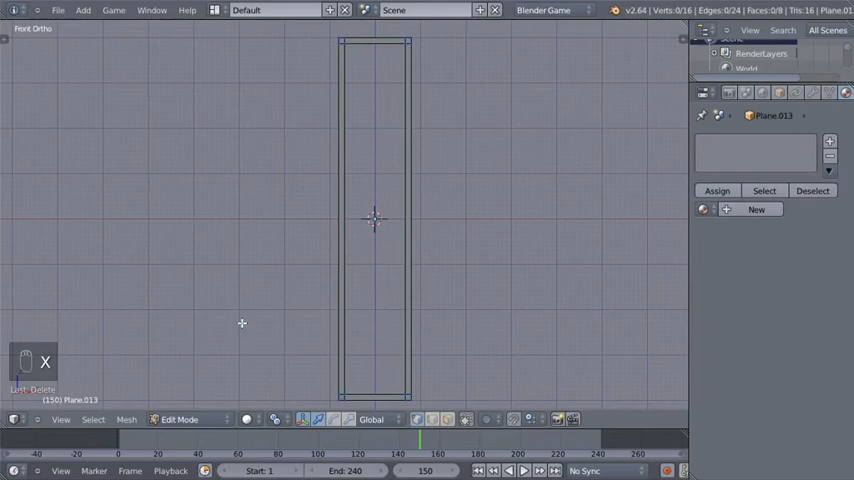 File Add Game Window Help Default Scene Blender Game v2.64 | Verts:0/16 | Edges:0/24 | Faces:0/8 | Tris:16 | Plane.01
Front Ortho
View Search All Scenes
RenderLayers
World
Plane.013
Assign Select Deselect
New
X
Last: Delete
(150) Plane.013
View Select Mesh Edit Mode Global
-40 -20 0 20 40 60 80 100 120 140 160 180 200 220 240 260
View Marker Frame Playback Start: 1 End: 240 150 No Sync